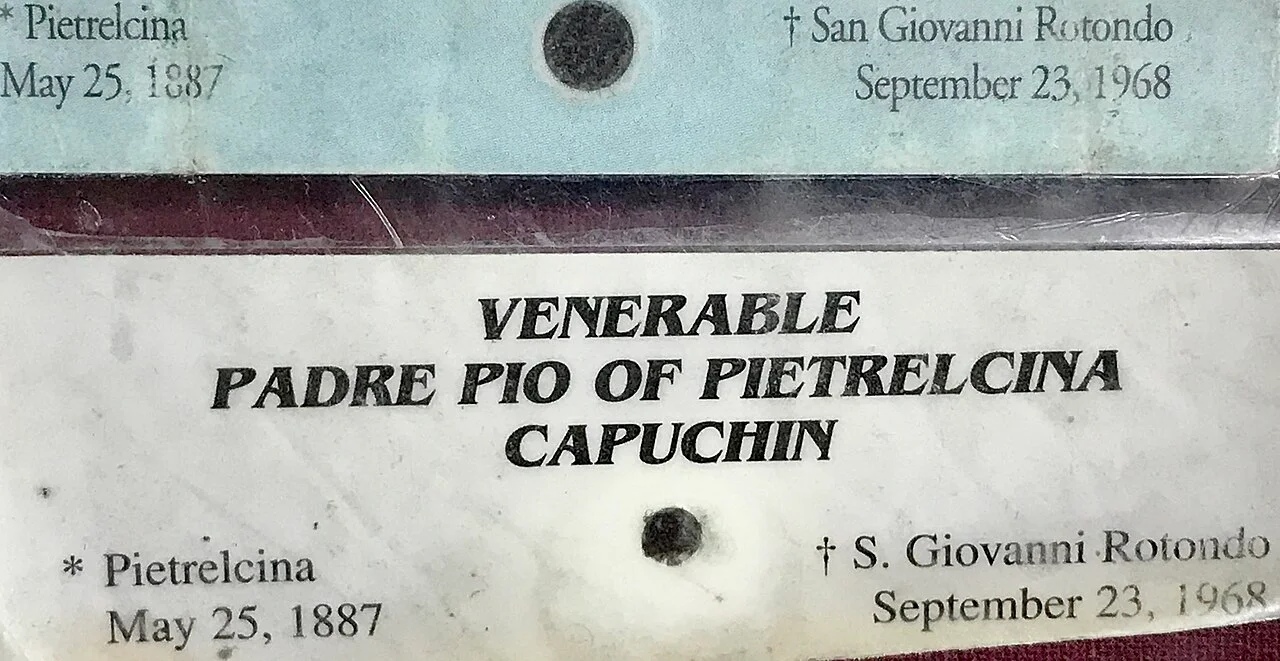 * Pietrelcina
May 25, 1887
† San Giovanni Rotondo
September 23, 1968
VENERABLE
PADRE PIO OF PIETRELCINA
CAPUCHIN
* Pietrelcina
May 25, 1887
† S. Giovanni Rotondo
September 23, 1968